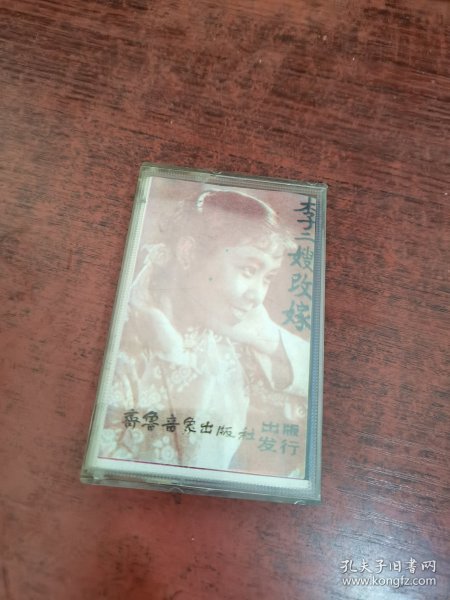 李二嫂改嫁
齐鲁音象出版社 出版
发行
孔夫子旧书网
www.kongfz.com